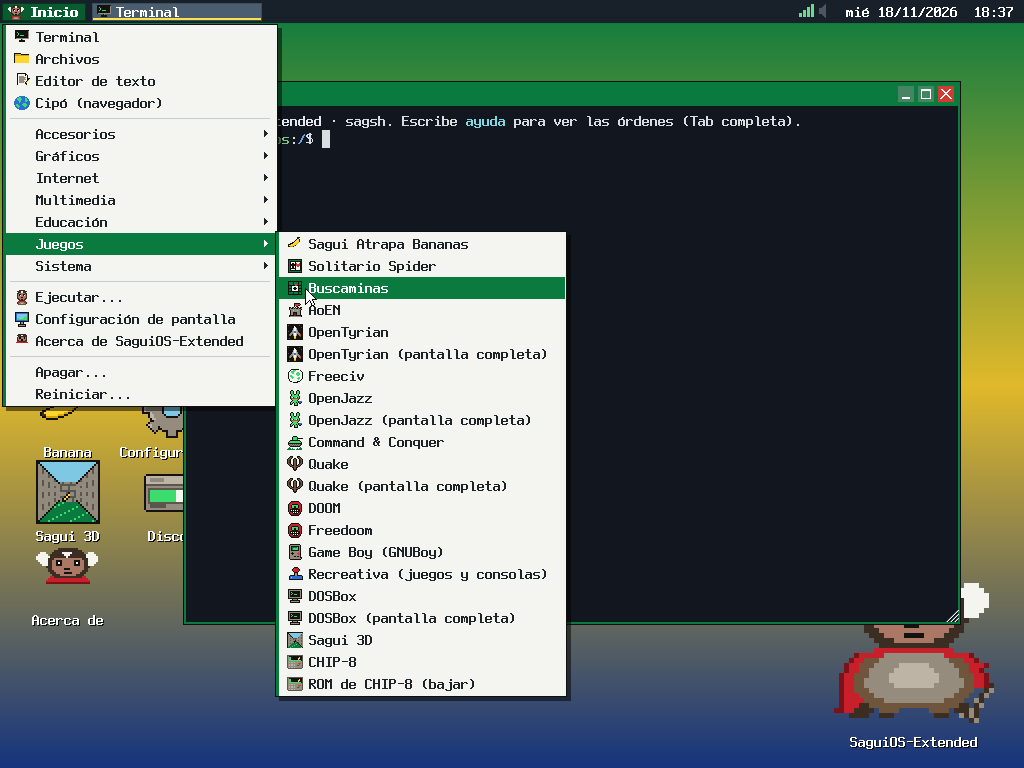 Inicio
Terminal
mié 18/11/2026 18:37
Terminal
Archivos
Editor de texto
Cipó (navegador)
Accesorios
Gráficos
Internet
Multimedia
Educación
Juegos
Sistema
Ejecutar...
Configuración de pantalla
Acerca de SaguiOS-Extended
Apagar...
Reiniciar...
tended · sagsh. Escribe ayuda para ver las órdenes (Tab completa).
os:/$
Sagui Atrapa Bananas
Solitario Spider
Buscaminas
AoEN
OpenTyrian
OpenTyrian (pantalla completa)
Freeciv
OpenJazz
OpenJazz (pantalla completa)
Command & Conquer
Quake
Quake (pantalla completa)
DOOM
Freedoom
Game Boy (GNUBoy)
Recreativa (juegos y consolas)
DOSBox
DOSBox (pantalla completa)
Sagui 3D
CHIP-8
ROM de CHIP-8 (bajar)
Banana
Configur
Sagui 3D
Disco
Acerca de
SaguiOS-Extended